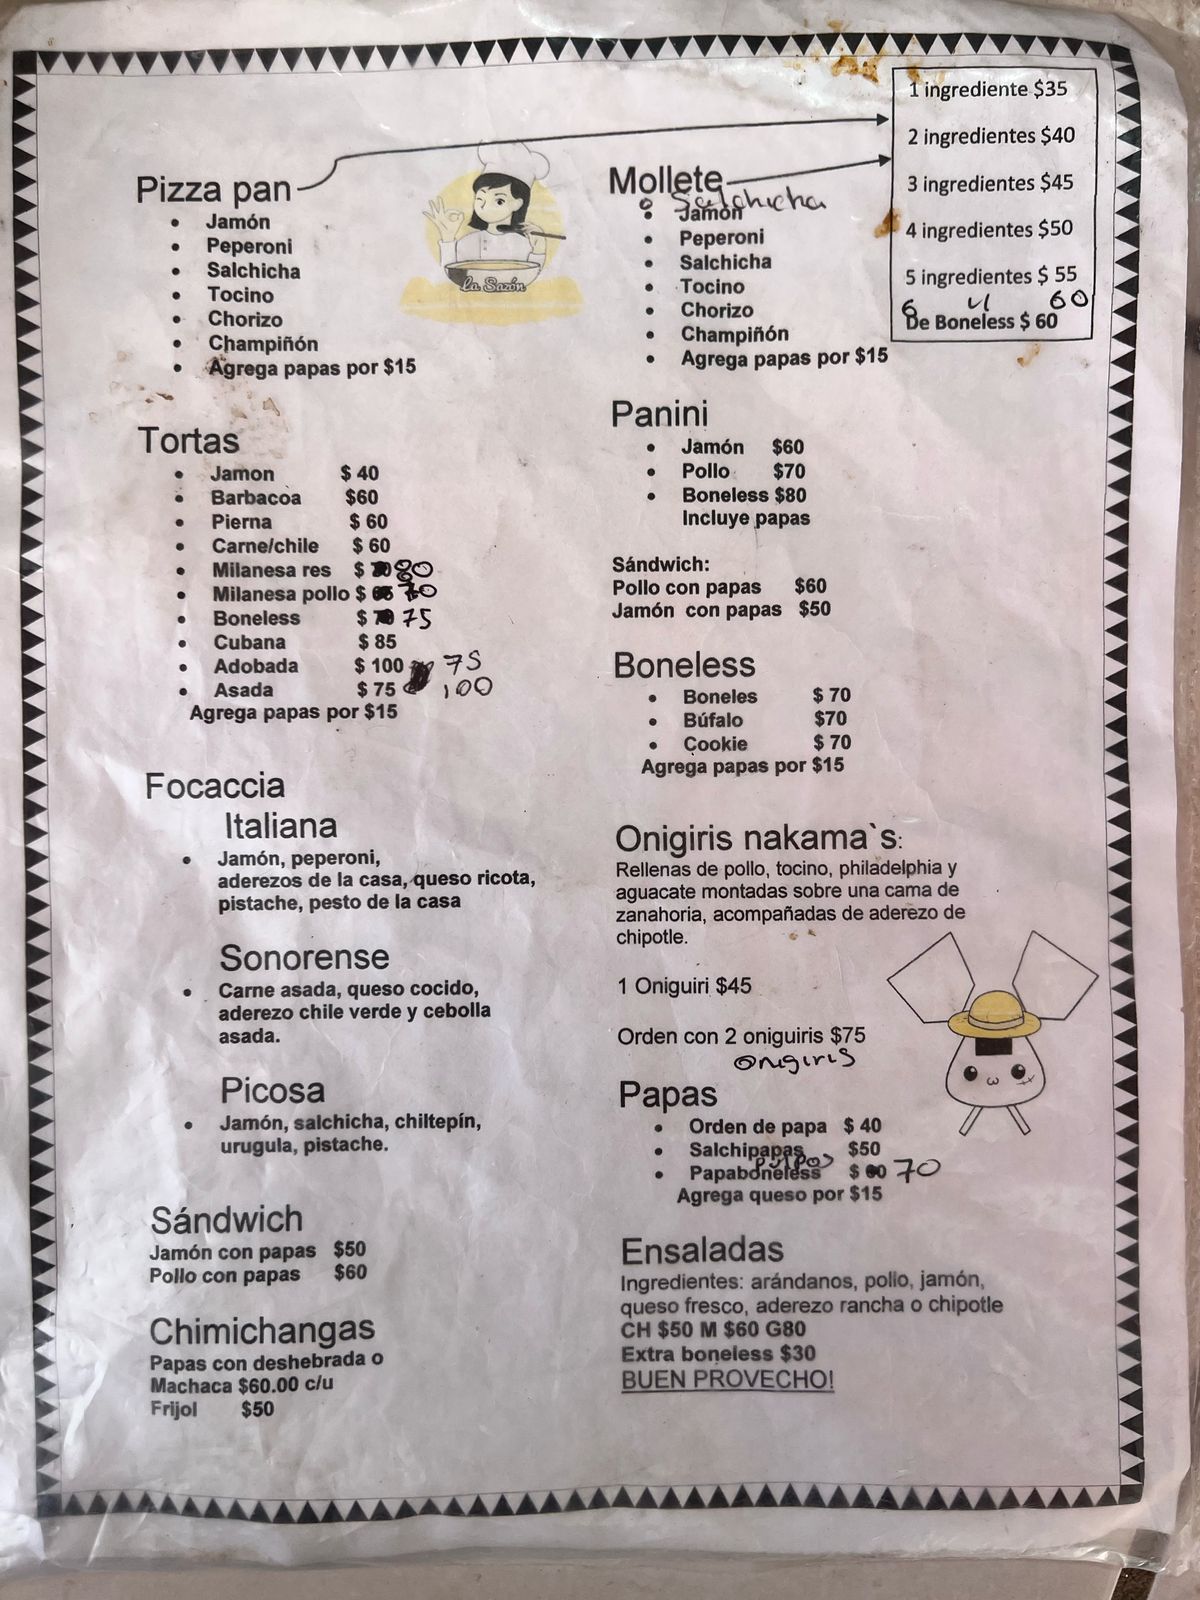 1 ingrediente $35
2 ingredientes $40
3 ingredientes $45
4 ingredientes $50
5 ingredientes $ 55
6 " 60
De Boneless $ 60
Pizza pan
Jamón
Peperoni
Salchicha
Tocino
Chorizo
Champiñón
Agrega papas por $15
La Sazón
Mollete
Salchicha
Jamón
Peperoni
Salchicha
Tocino
Chorizo
Champiñón
Agrega papas por $15
Tortas
Jamon $ 40
Barbacoa $60
Pierna $ 60
Carne/chile $ 60
Milanesa res $ 80
Milanesa pollo $ 70
Boneless $ 75
Cubana $ 85
Adobada $ 100 75
Asada $ 75 100
Agrega papas por $15
Panini
Jamón $60
Pollo $70
Boneless $80
Incluye papas
Sándwich:
Pollo con papas $60
Jamón con papas $50
Boneless
Boneles $ 70
Búfalo $70
Cookie $ 70
Agrega papas por $15
Focaccia
Italiana
Jamón, peperoni,
aderezos de la casa, queso ricota,
pistache, pesto de la casa
Sonorense
Carne asada, queso cocido,
aderezo chile verde y cebolla
asada.
Picosa
Jamón, salchicha, chiltepín,
urugula, pistache.
Sándwich
Jamón con papas $50
Pollo con papas $60
Chimichangas
Papas con deshebrada o
Machaca $60.00 c/u
Frijol $50
Onigiris nakama`s:
Rellenas de pollo, tocino, philadelphia y
aguacate montadas sobre una cama de
zanahoria, acompañadas de aderezo de
chipotle.
1 Oniguiri $45
Orden con 2 oniguiris $75
onigiris
Papas
Orden de papa $ 40
Salchipapas $50
Papaboneless $ 70
Agrega queso por $15
Ensaladas
Ingredientes: arándanos, pollo, jamón,
queso fresco, aderezo rancha o chipotle
CH $50 M $60 G80
Extra boneless $30
BUEN PROVECHO!